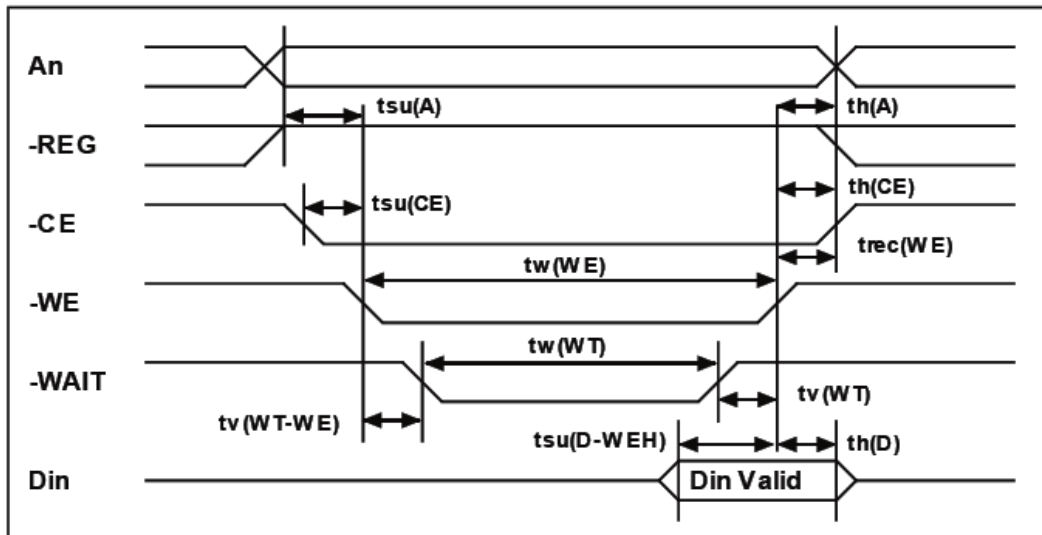 An
tsu(A)
th(A)
-REG
tsu(CE)
th(CE)
-CE
trec(WE)
tw(WE)
-WE
tw(WT)
-WAIT
tv(WT-WE)
tv(WT)
tsu(D-WEH)
th(D)
Din
Din Valid